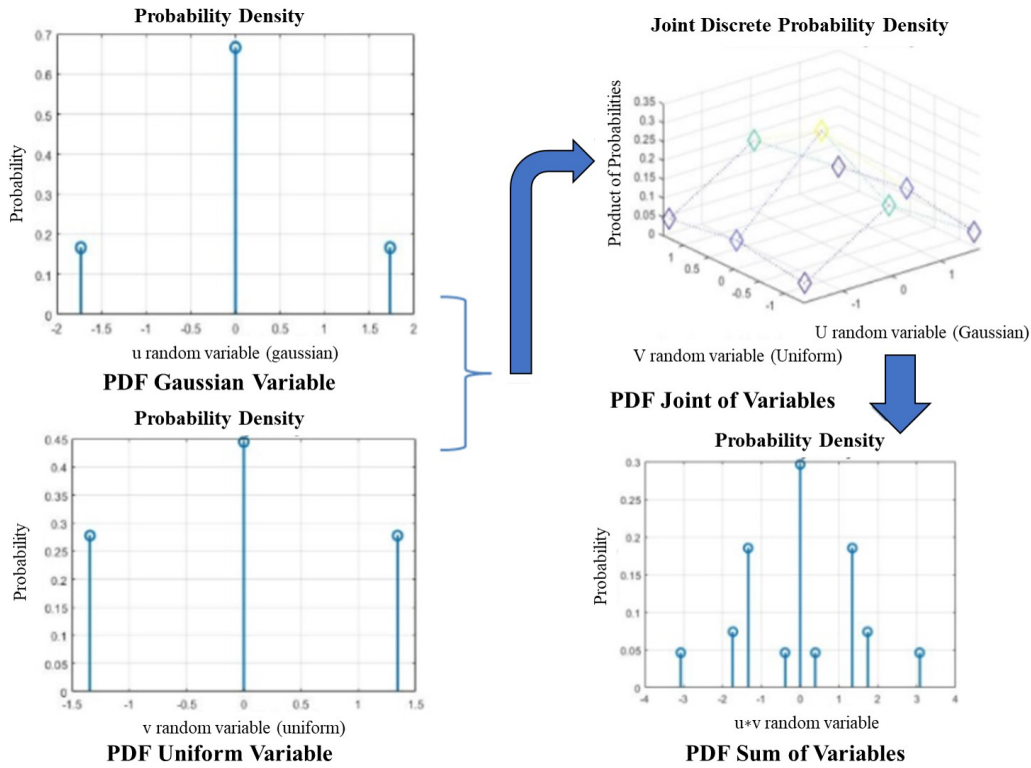 Probability Density
0.7
0.6
0.5
0.4
0.3
0.2
0.1
0
Probability
-2 -1.5 -1 -0.5 0 0.5 1 1.5 2
u random variable (gaussian)
PDF Gaussian Variable
Probability Density
0.45
0.4
0.35
0.3
0.25
0.2
0.15
0.1
0.05
0
Probability
-1.5 -1 -0.5 0 0.5 1 1.5
v random variable (uniform)
PDF Uniform Variable
Joint Discrete Probability Density
0.35
0.3
0.25
0.2
0.15
0.1
0.05
0
Product of Probabilities
1 0.5 0 -0.5 -1
-1 0 1
U random variable (Gaussian)
V random variable (Uniform)
PDF Joint of Variables
Probability Density
0.3
0.25
0.2
0.15
0.1
0.05
0
Probability
-4 -3 -2 -1 0 1 2 3 4
u*v random variable
PDF Sum of Variables